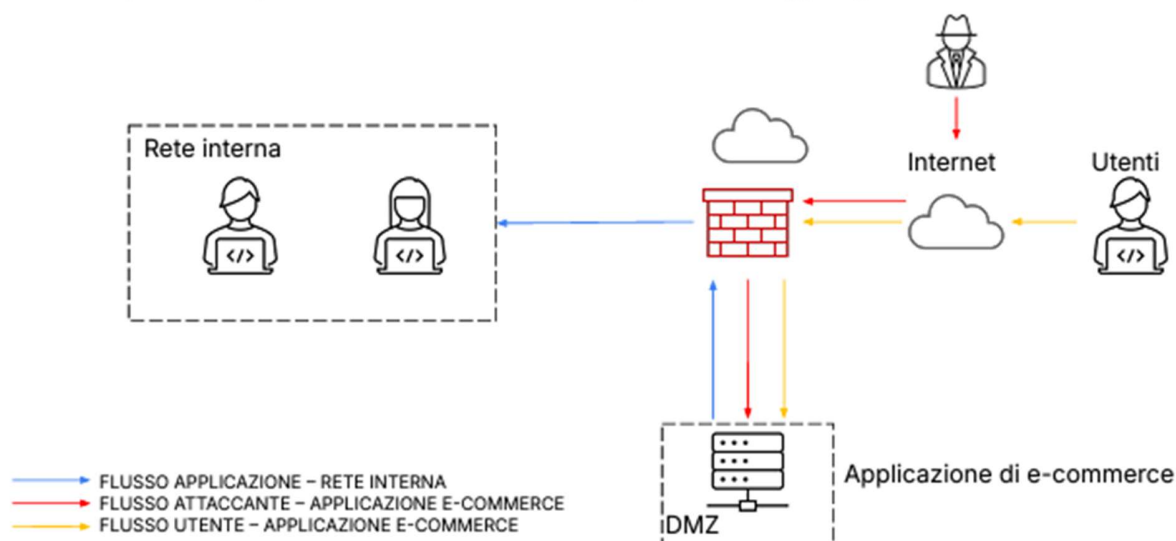 Rete interna
</>
</>
Internet
Utenti
</>
Applicazione di e-commerce
DMZ
FLUSSO APPLICAZIONE – RETE INTERNA
FLUSSO ATTACCANTE – APPLICAZIONE E-COMMERCE
FLUSSO UTENTE – APPLICAZIONE E-COMMERCE